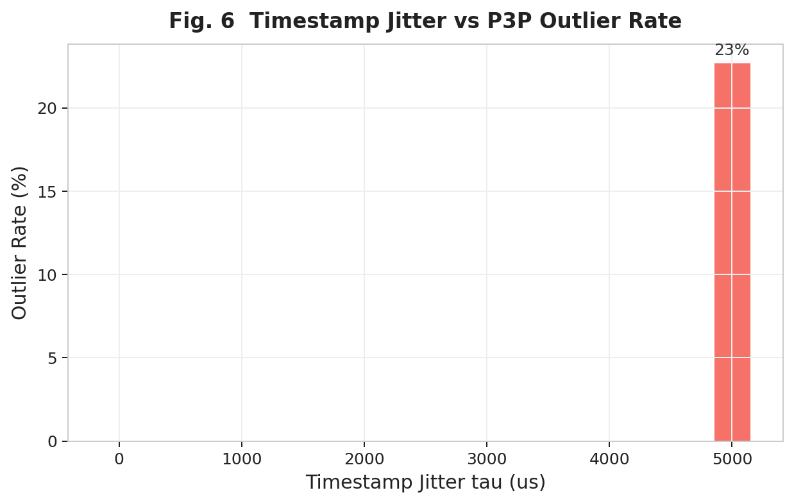 Fig. 6  Timestamp Jitter vs P3P Outlier Rate
23%
20
15
10
5
0
Outlier Rate (%)
0 1000 2000 3000 4000 5000
Timestamp Jitter tau (us)